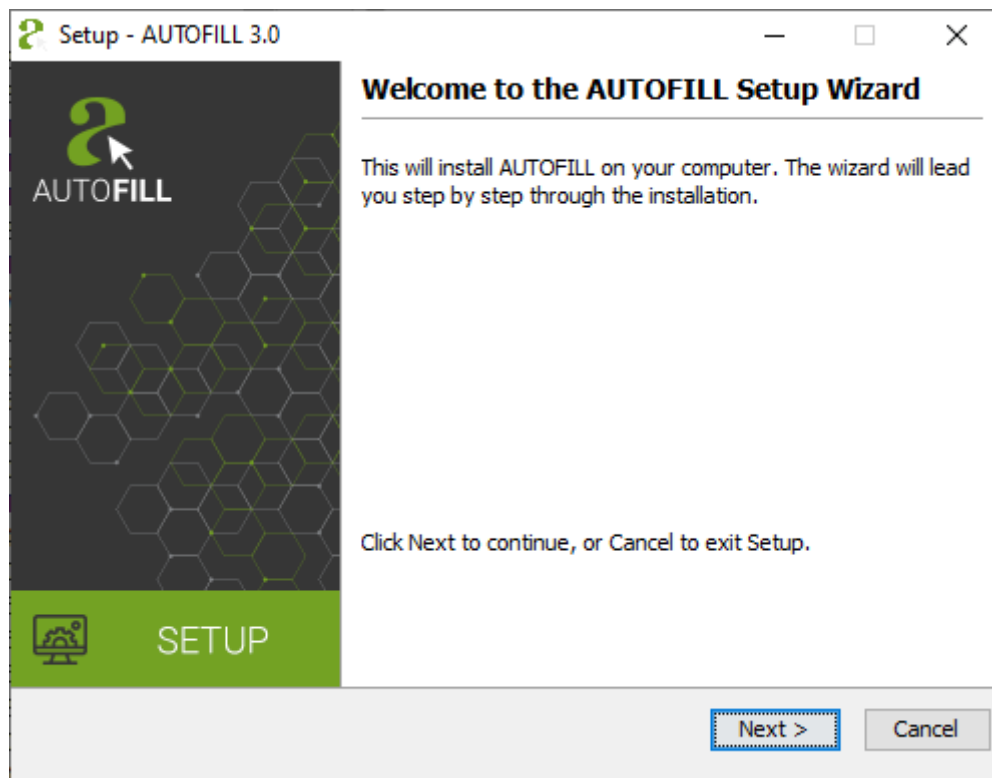 Setup - AUTOFILL 3.0
AUTOFILL
Welcome to the AUTOFILL Setup Wizard
This will install AUTOFILL on your computer. The wizard will lead
you step by step through the installation.
Click Next to continue, or Cancel to exit Setup.
SETUP
Next >
Cancel